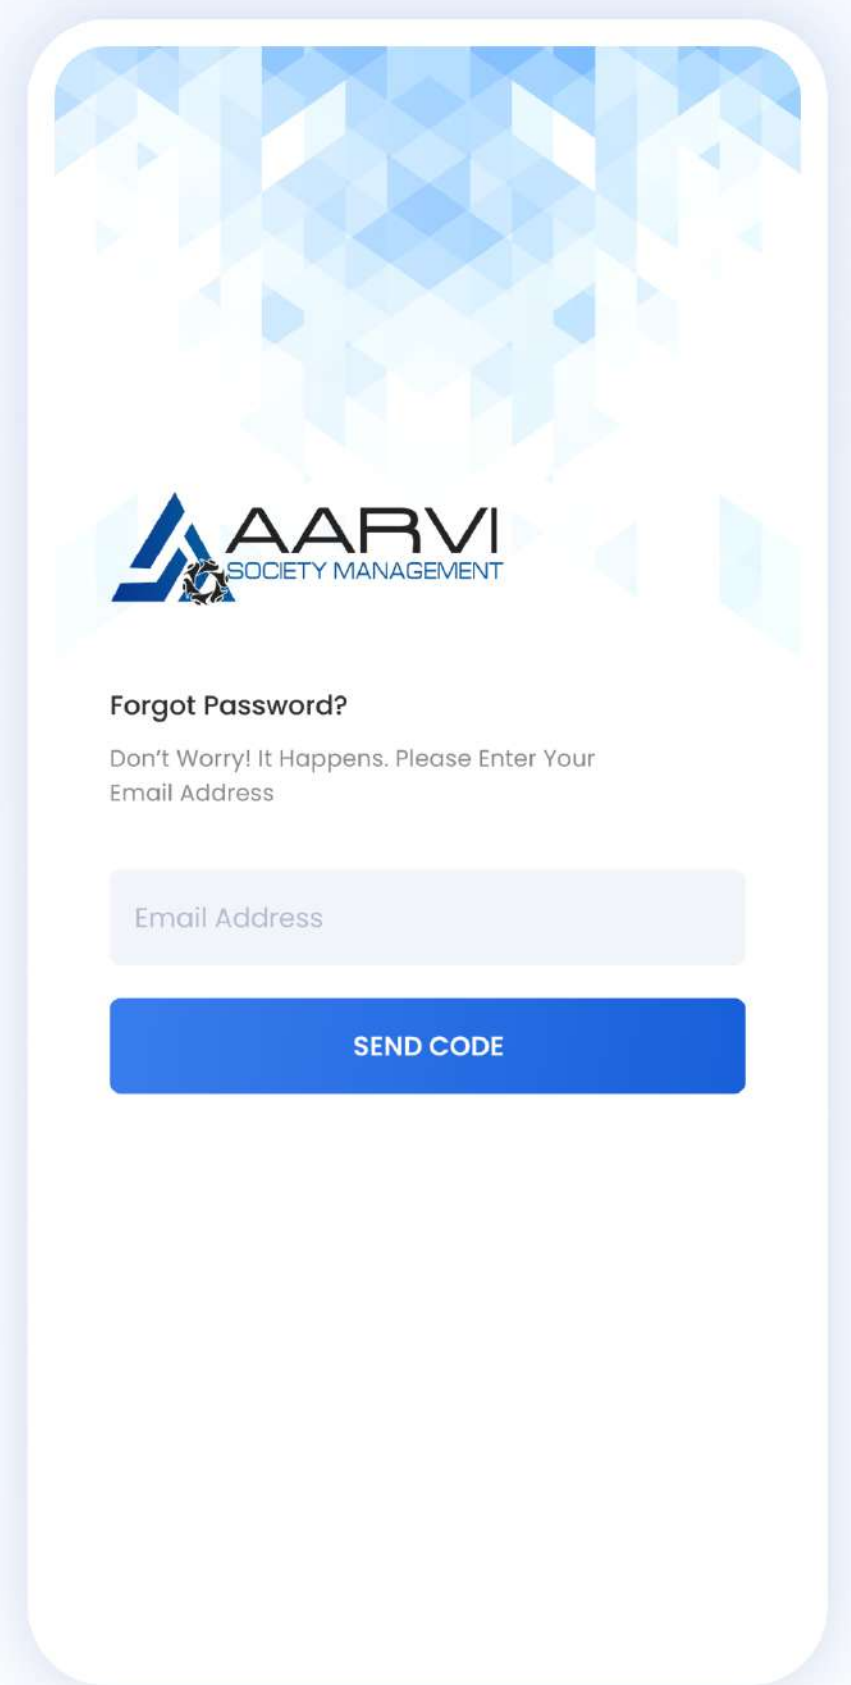 AARVI
SOCIETY MANAGEMENT
Forgot Password?
Don't Worry! It Happens. Please Enter Your
Email Address
Email Address
SEND CODE